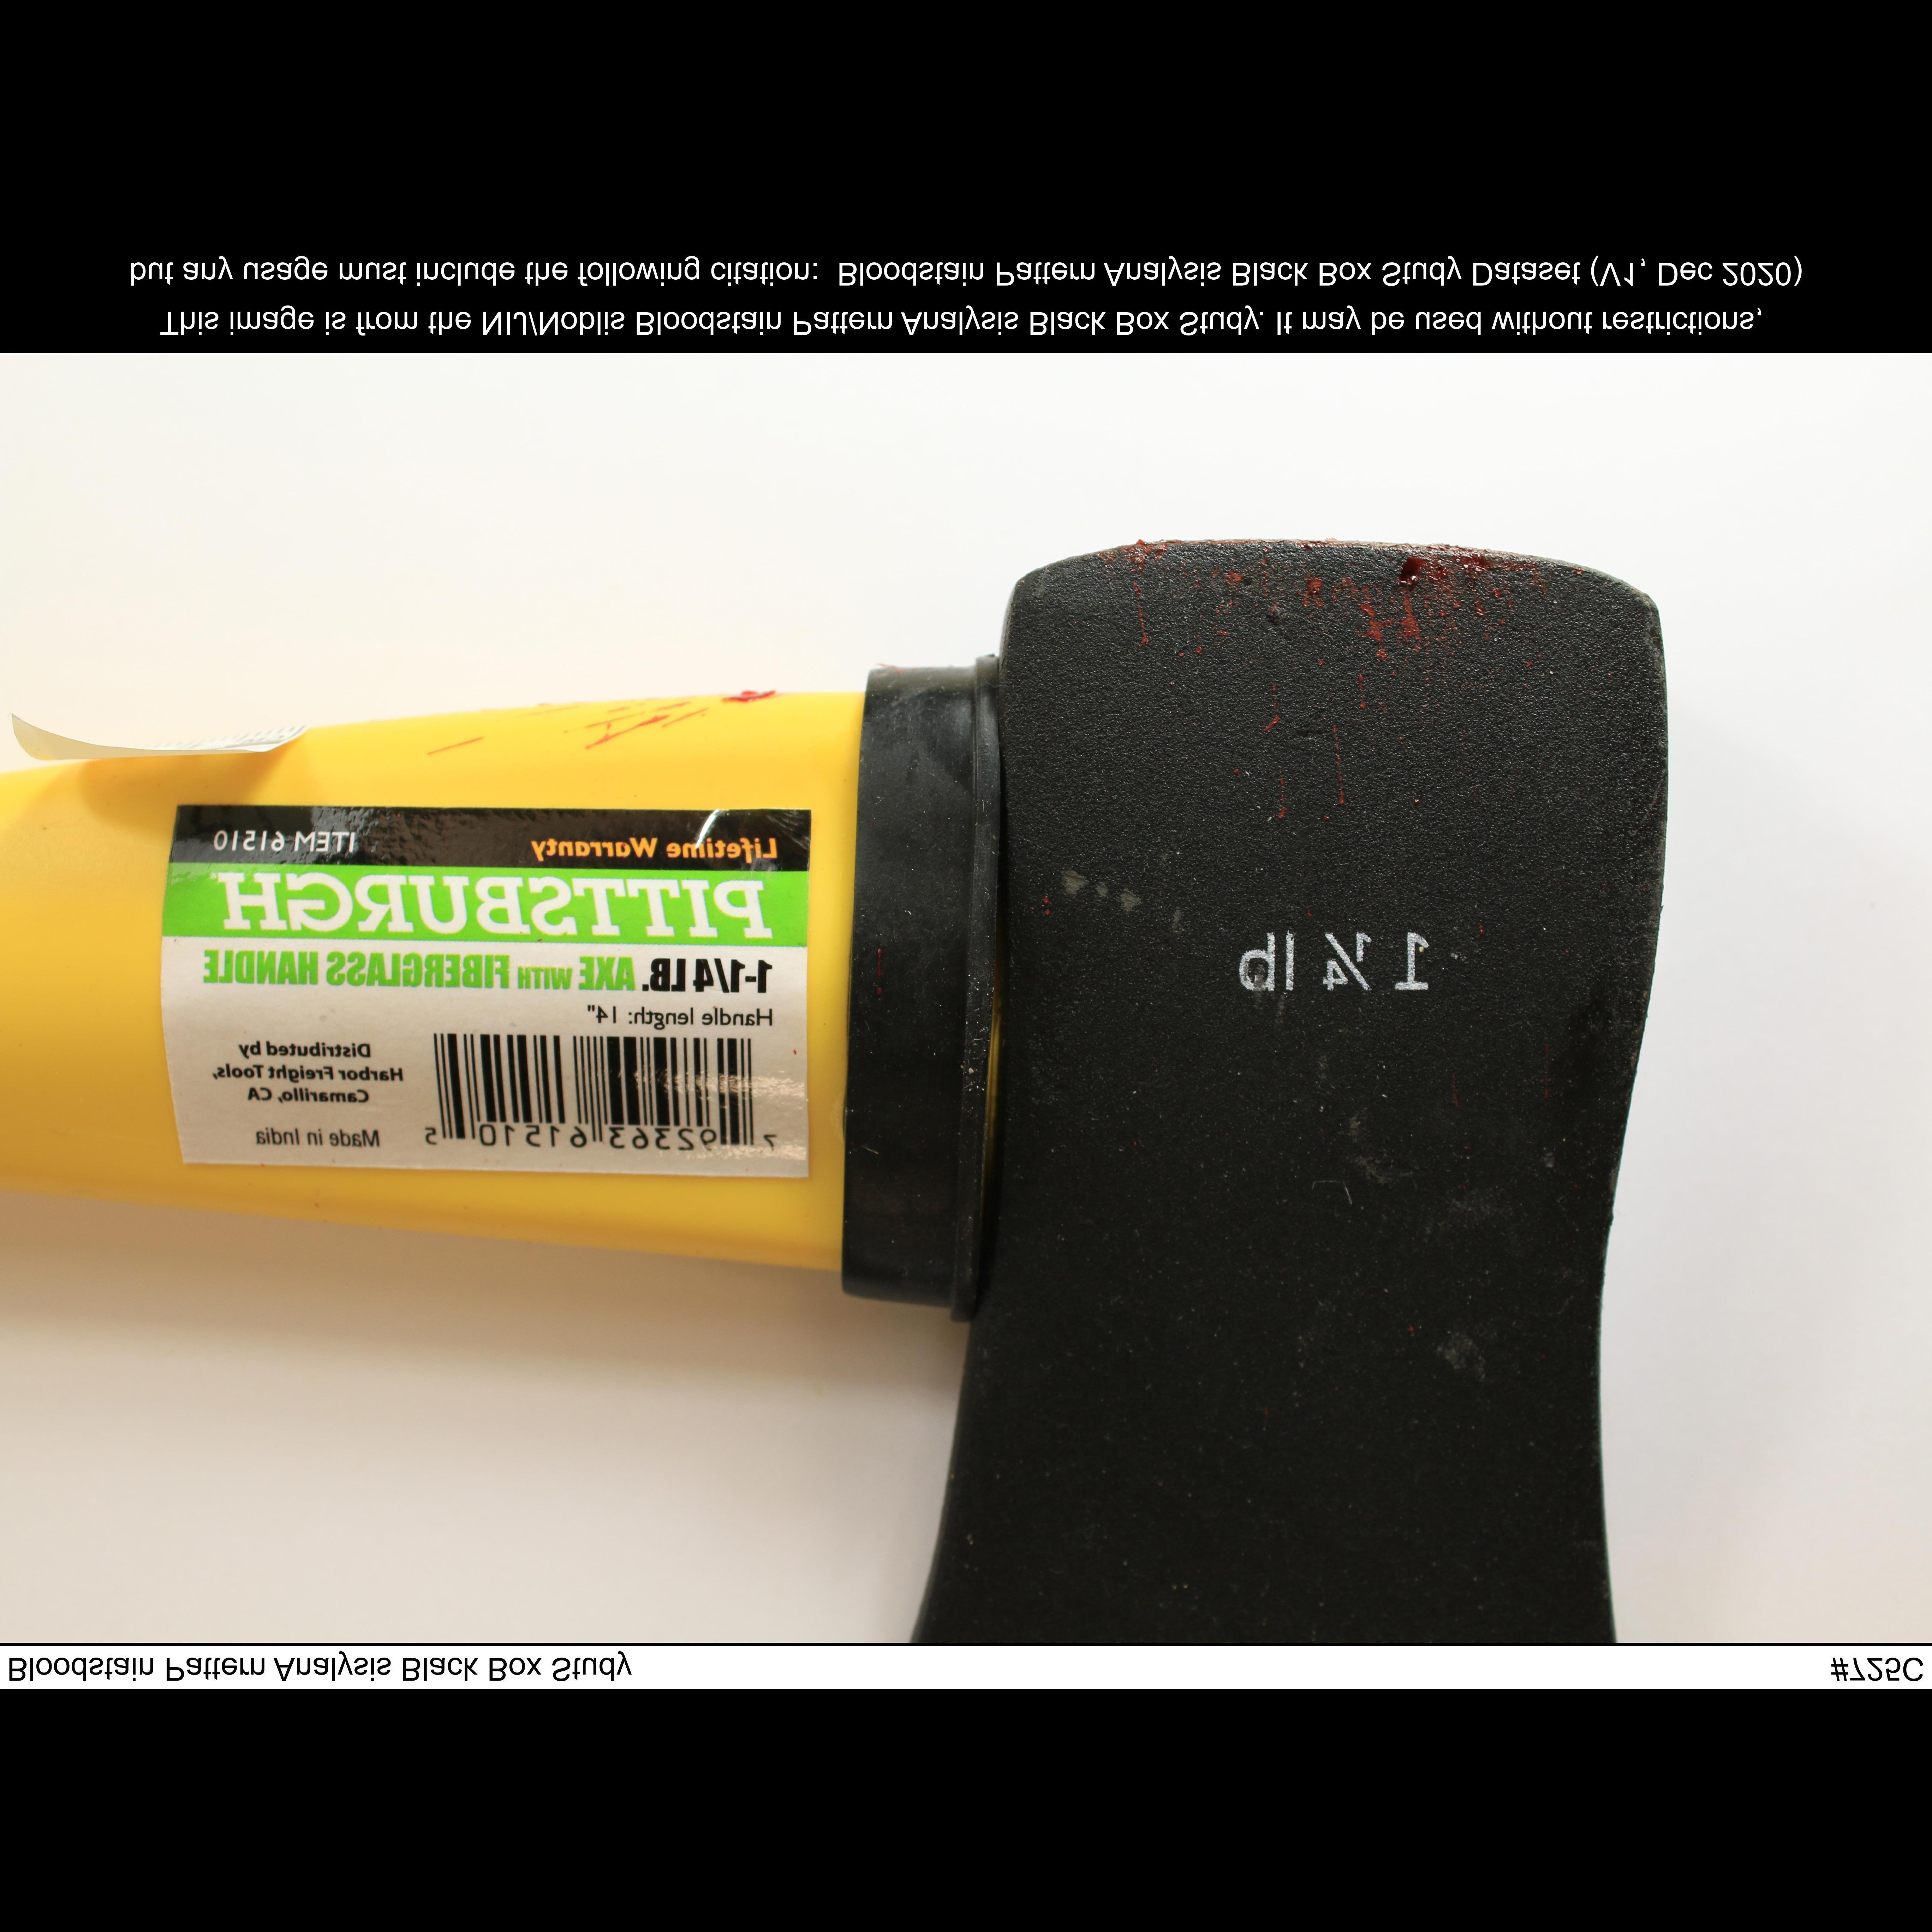 This image is from the NIJ/Noblis Bloodstain Pattern Analysis Black Box Study. It may be used without restrictions,
but any usage must include the following citation:  Bloodstain Pattern Analysis Black Box Study Dataset (V1, Dec 2020)
Lifetime Warranty ITEM 61510
PITTSBURGH
1-1/4 LB. AXE WITH FIBERGLASS HANDLE
Handle length: 14"
Distributed by
Harbor Freight Tools,
Camarillo, CA
Made in India
7 92363 61510 5
1 ¼ lb
Bloodstain Pattern Analysis Black Box Study
#725C